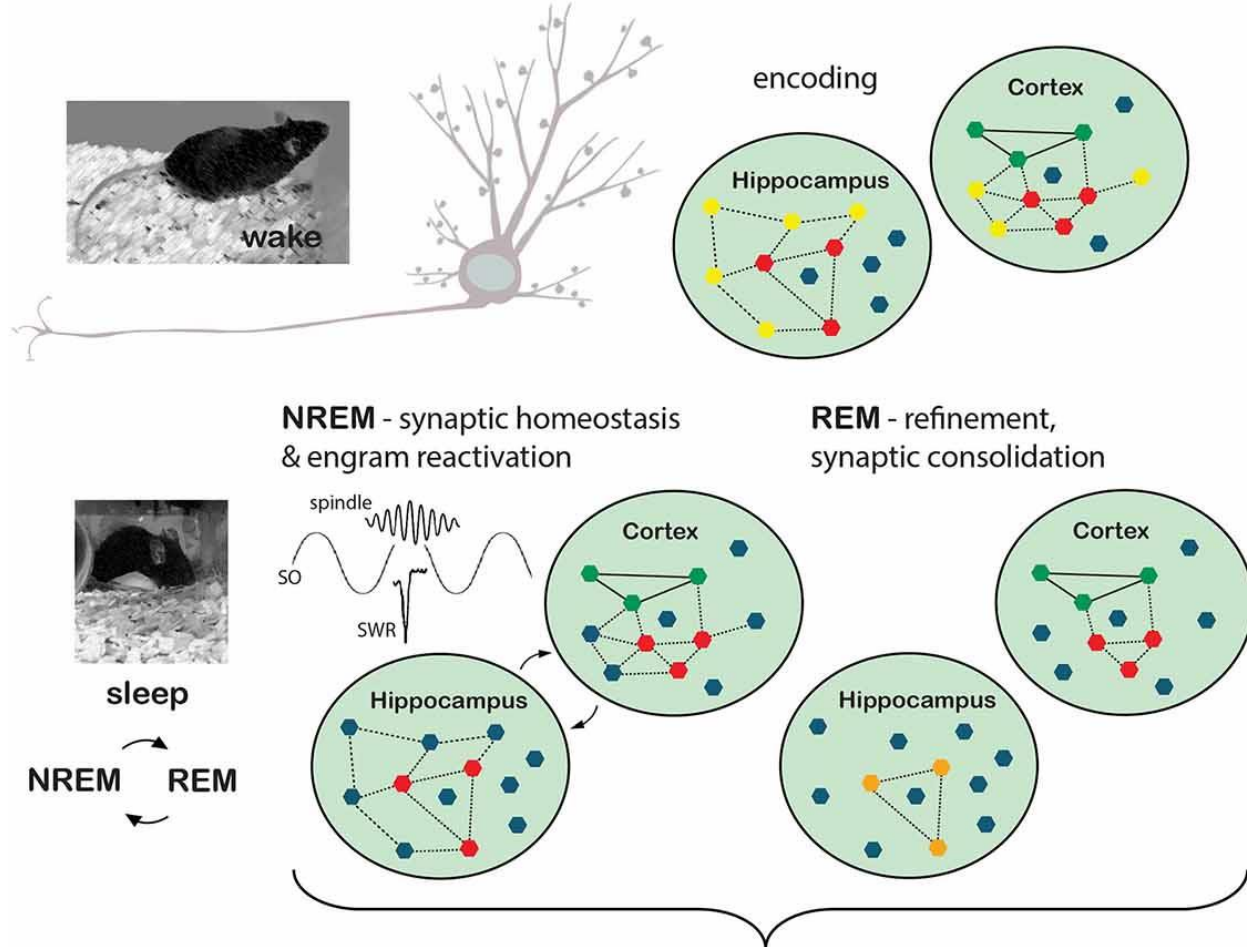 encoding
Cortex
Hippocampus
wake
NREM - synaptic homeostasis
& engram reactivation
REM - refinement,
synaptic consolidation
spindle
SO
SWR
Cortex
Cortex
Hippocampus
Hippocampus
sleep
NREM REM